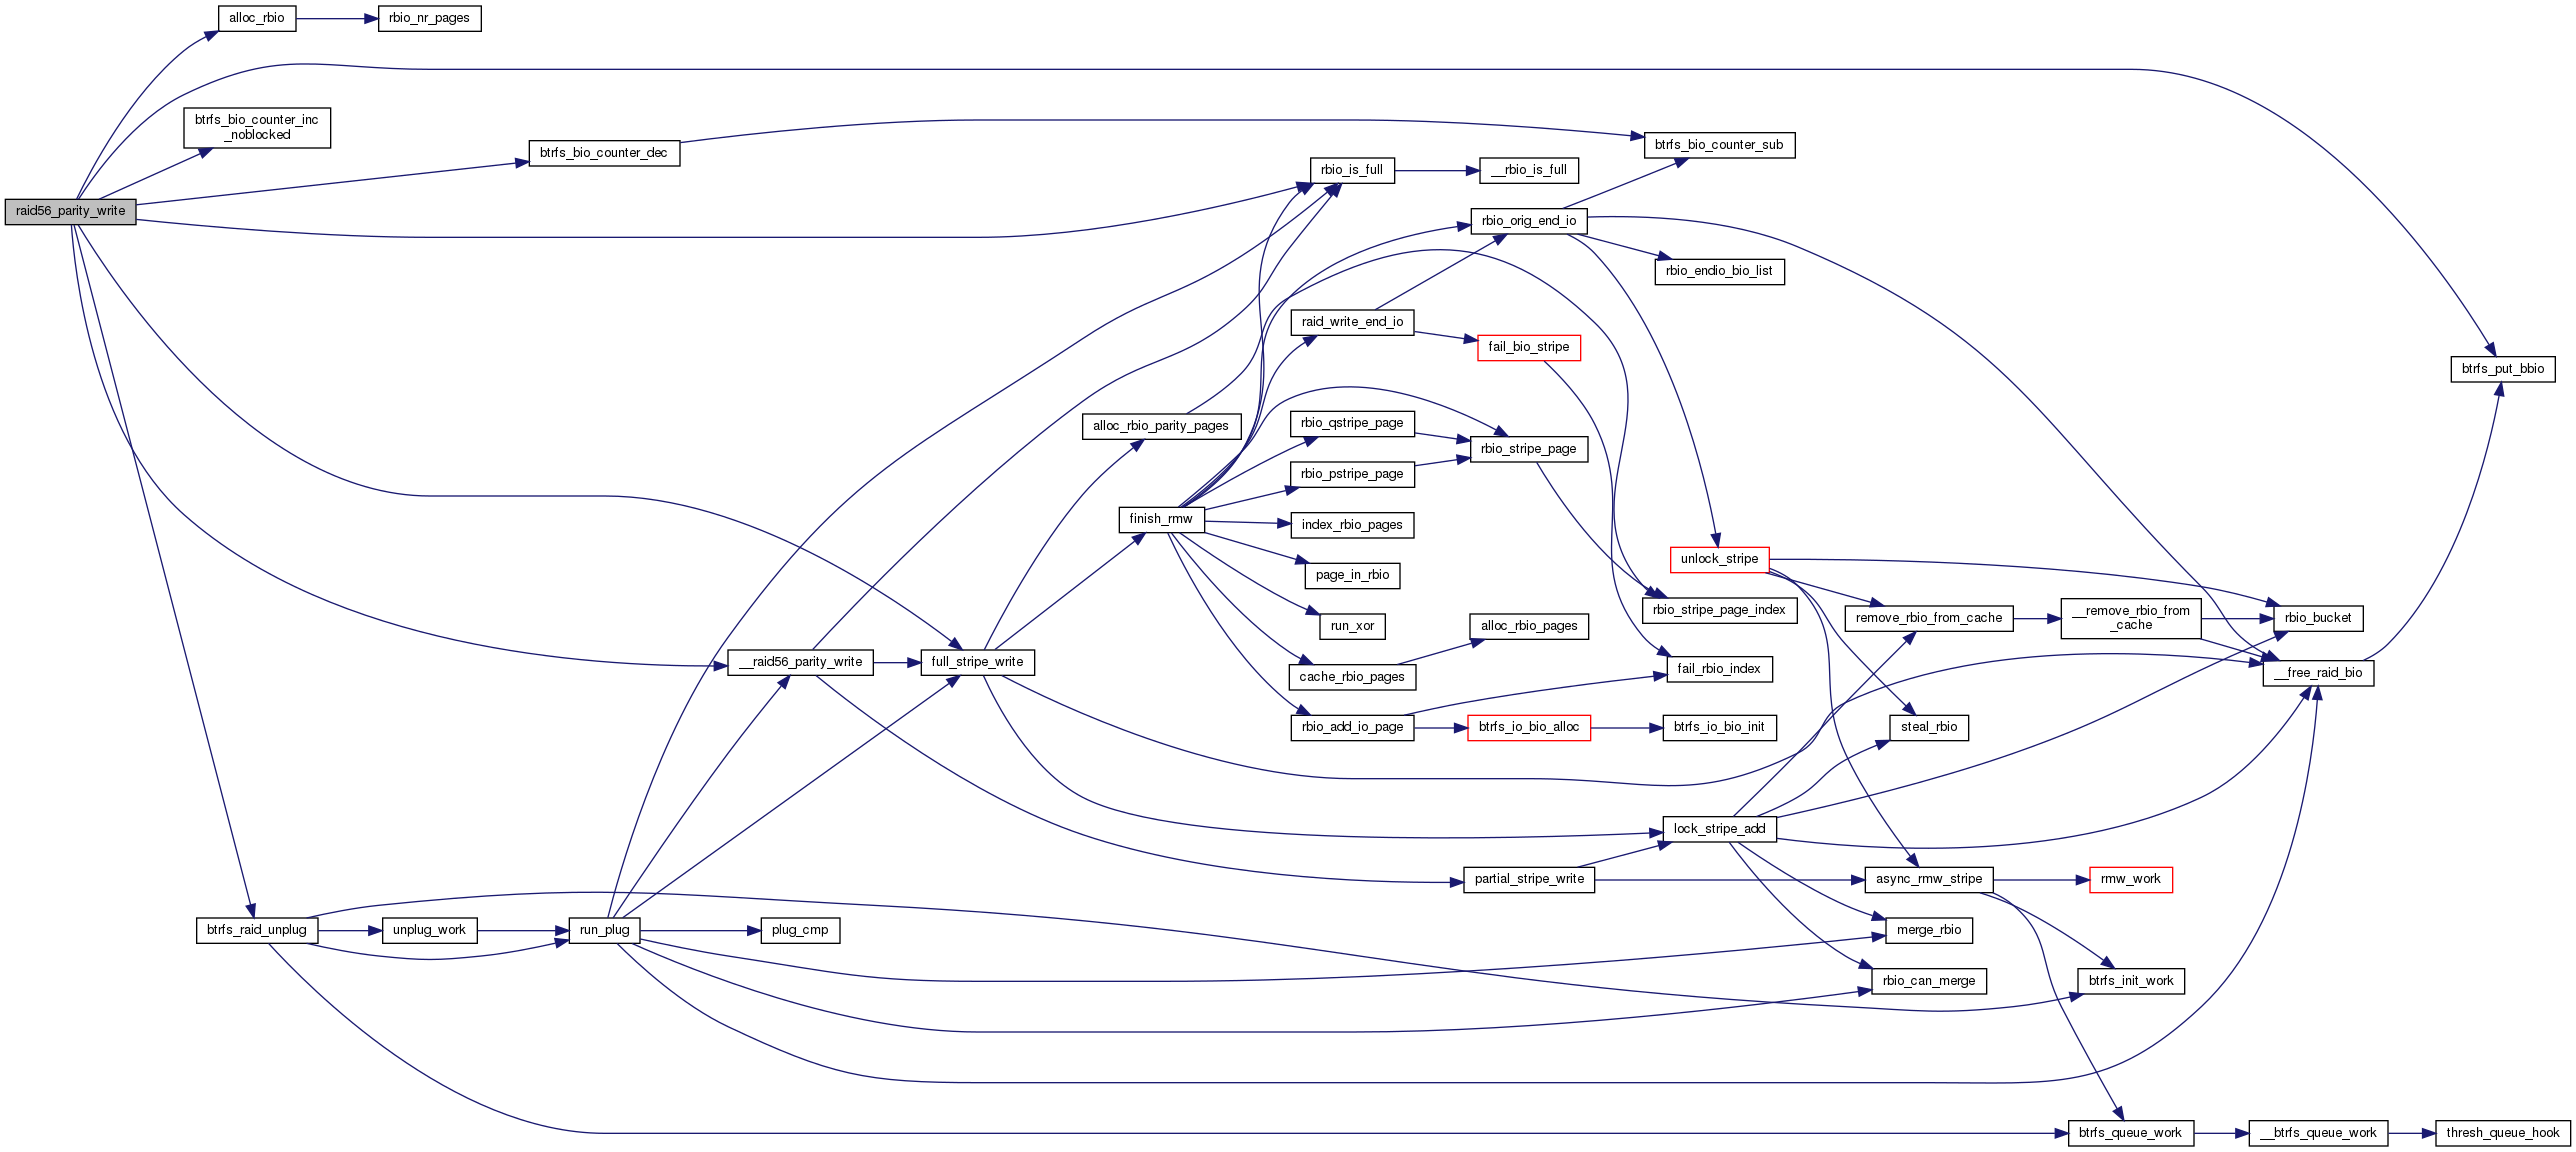 alloc_rbio
rbio_nr_pages
btrfs_bio_counter_inc
_noblocked
btrfs_bio_counter_dec
btrfs_bio_counter_sub
rbio_is_full
__rbio_is_full
raid56_parity_write
rbio_orig_end_io
rbio_endio_bio_list
raid_write_end_io
fail_bio_stripe
btrfs_put_bbio
alloc_rbio_parity_pages
rbio_qstripe_page
rbio_stripe_page
rbio_pstripe_page
finish_rmw
index_rbio_pages
unlock_stripe
page_in_rbio
rbio_stripe_page_index
remove_rbio_from_cache
__remove_rbio_from
_cache
rbio_bucket
run_xor
alloc_rbio_pages
__raid56_parity_write
full_stripe_write
cache_rbio_pages
fail_rbio_index
__free_raid_bio
rbio_add_io_page
btrfs_io_bio_alloc
btrfs_io_bio_init
steal_rbio
lock_stripe_add
partial_stripe_write
async_rmw_stripe
rmw_work
btrfs_raid_unplug
unplug_work
run_plug
plug_cmp
merge_rbio
rbio_can_merge
btrfs_init_work
btrfs_queue_work
__btrfs_queue_work
thresh_queue_hook